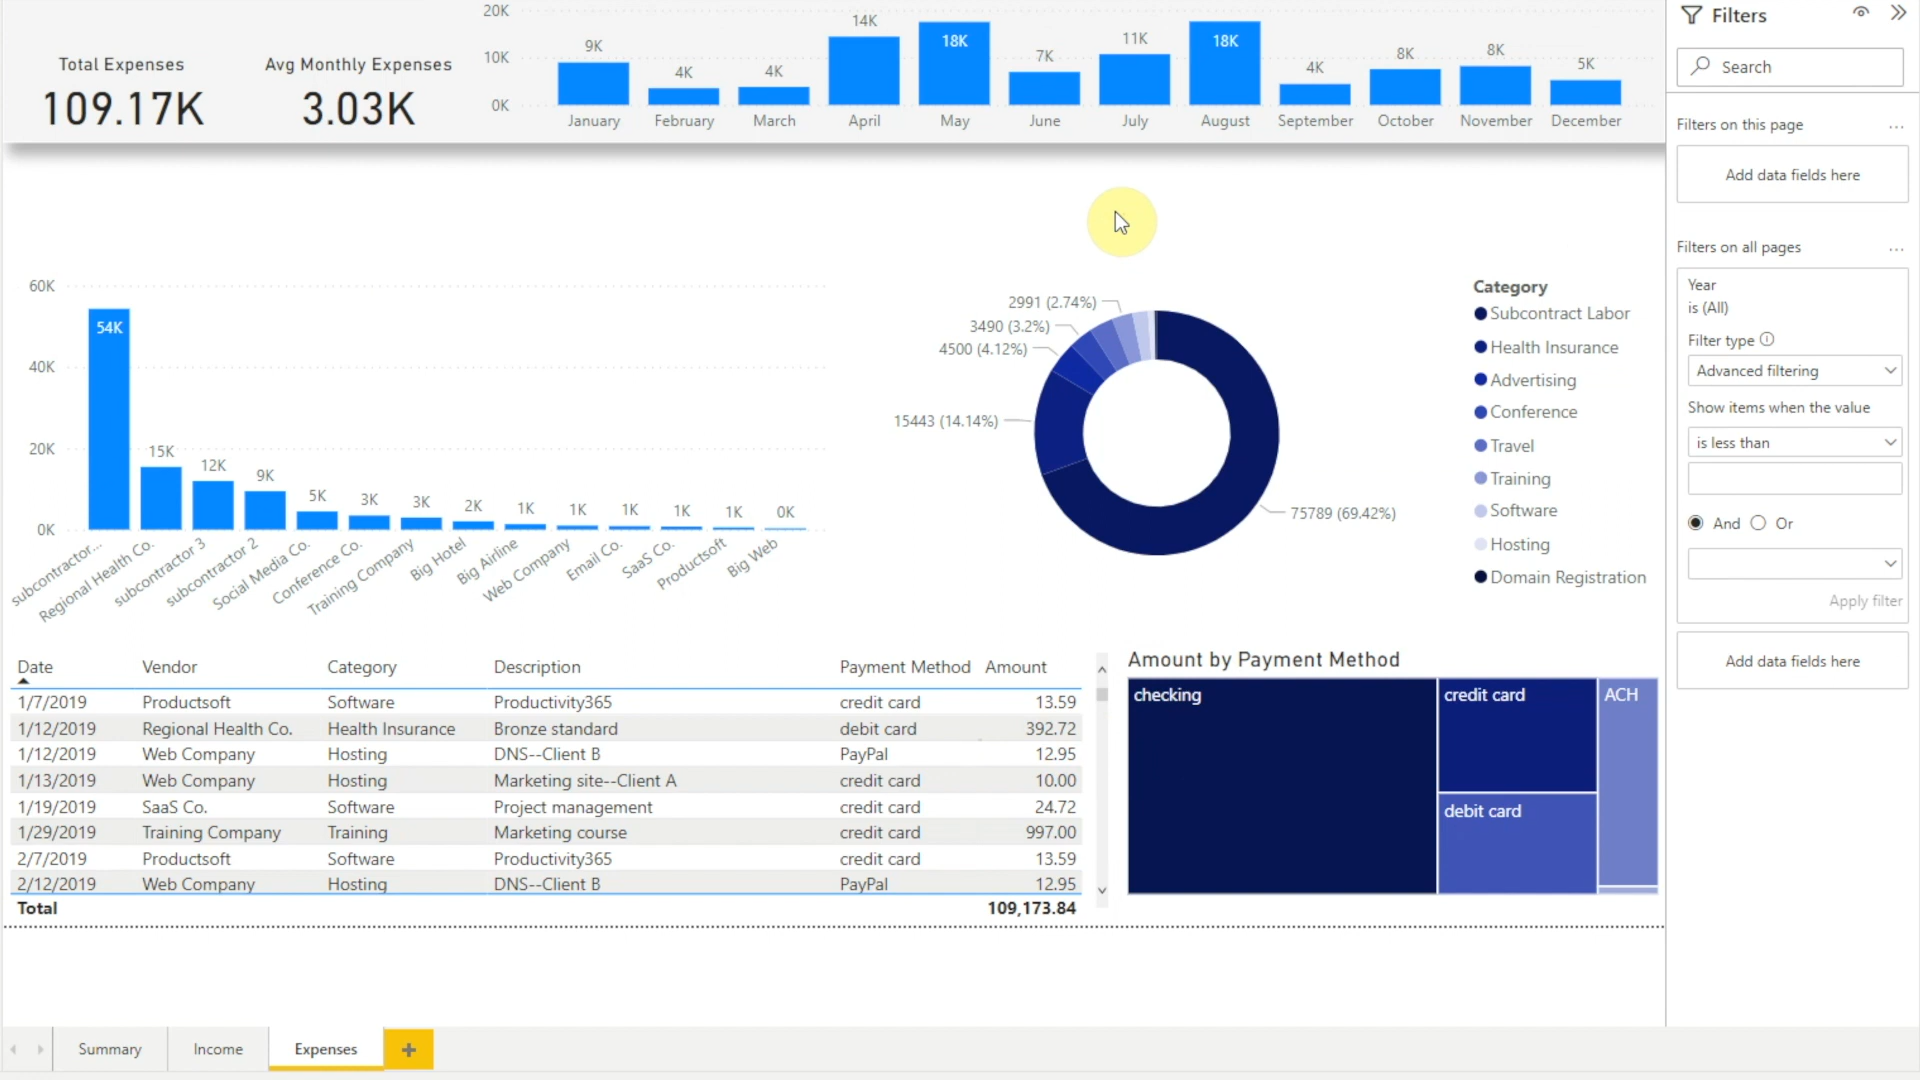 Total Expenses
109.17K
Avg Monthly Expenses
3.03K
20K
10K
0K
9K
4K
4K
14K
18K
7K
11K
18K
4K
8K
8K
5K
January February March April May June July August September October November December
60K
40K
20K
0K
54K
15K
12K
9K
5K
3K
3K
2K
1K
1K
1K
1K
1K
0K
subcontractor...
Regional Health Co.
subcontractor 3
subcontractor 2
Social Media Co.
Conference Co.
Training Company
Big Hotel
Big Airline
Web Company
Email Co.
SaaS Co.
Productsoft
Big Web
2991 (2.74%)
3490 (3.2%)
4500 (4.12%)
15443 (14.14%)
75789 (69.42%)
Category
Subcontract Labor
Health Insurance
Advertising
Conference
Travel
Training
Software
Hosting
Domain Registration
Date Vendor Category Description Payment Method Amount
1/7/2019 Productsoft Software Productivity365 credit card 13.59
1/12/2019 Regional Health Co. Health Insurance Bronze standard debit card 392.72
1/12/2019 Web Company Hosting DNS--Client B PayPal 12.95
1/13/2019 Web Company Hosting Marketing site--Client A credit card 10.00
1/19/2019 SaaS Co. Software Project management credit card 24.72
1/29/2019 Training Company Training Marketing course credit card 997.00
2/7/2019 Productsoft Software Productivity365 credit card 13.59
2/12/2019 Web Company Hosting DNS--Client B PayPal 12.95
Total 109,173.84
Amount by Payment Method
checking
credit card
debit card
ACH
Summary Income Expenses +
Filters
Search
Filters on this page ...
Add data fields here
Filters on all pages ...
Year
is (All)
Filter type
Advanced filtering
Show items when the value
is less than
And Or
Apply filter
Add data fields here